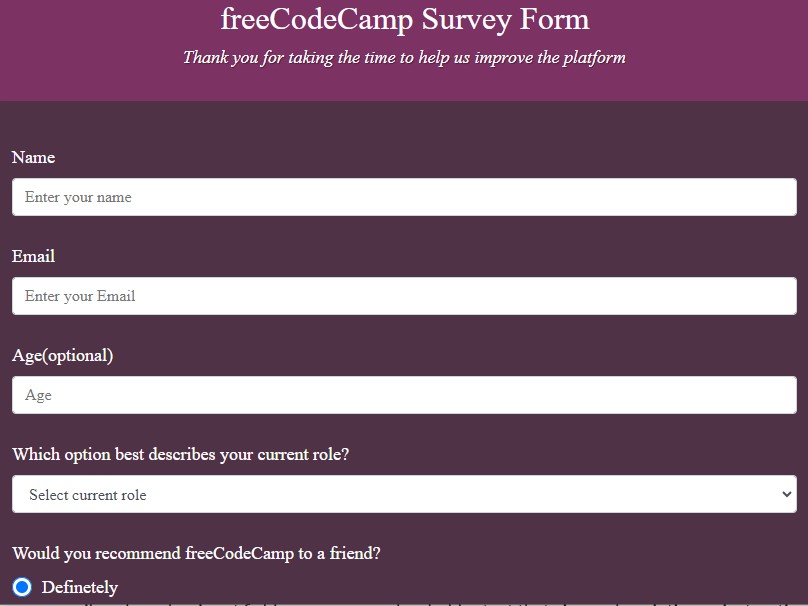 freeCodeCamp Survey Form
Thank you for taking the time to help us improve the platform
Name
Enter your name
Email
Enter your Email
Age(optional)
Age
Which option best describes your current role?
Select current role
Would you recommend freeCodeCamp to a friend?
Definetely